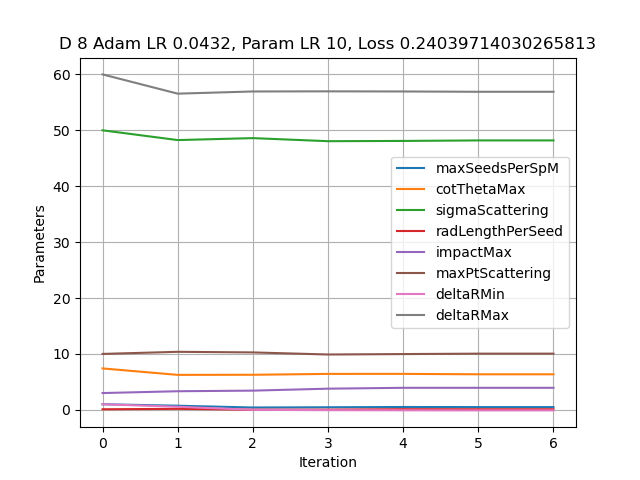 D 8 Adam LR 0.0432, Param LR 10, Loss 0.24039714030265813
60
50
40
30
20
10
0
Parameters
maxSeedsPerSpM
cotThetaMax
sigmaScattering
radLengthPerSeed
impactMax
maxPtScattering
deltaRMin
deltaRMax
0 1 2 3 4 5 6
Iteration